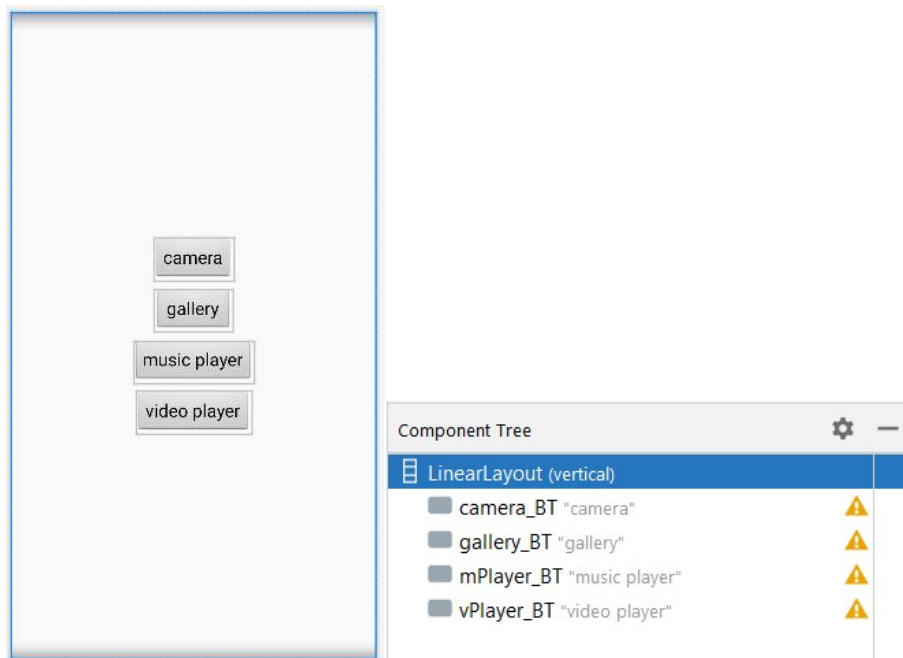 camera
gallery
music player
video player
Component Tree
LinearLayout (vertical)
camera_BT "camera"
gallery_BT "gallery"
mPlayer_BT "music player"
vPlayer_BT "video player"